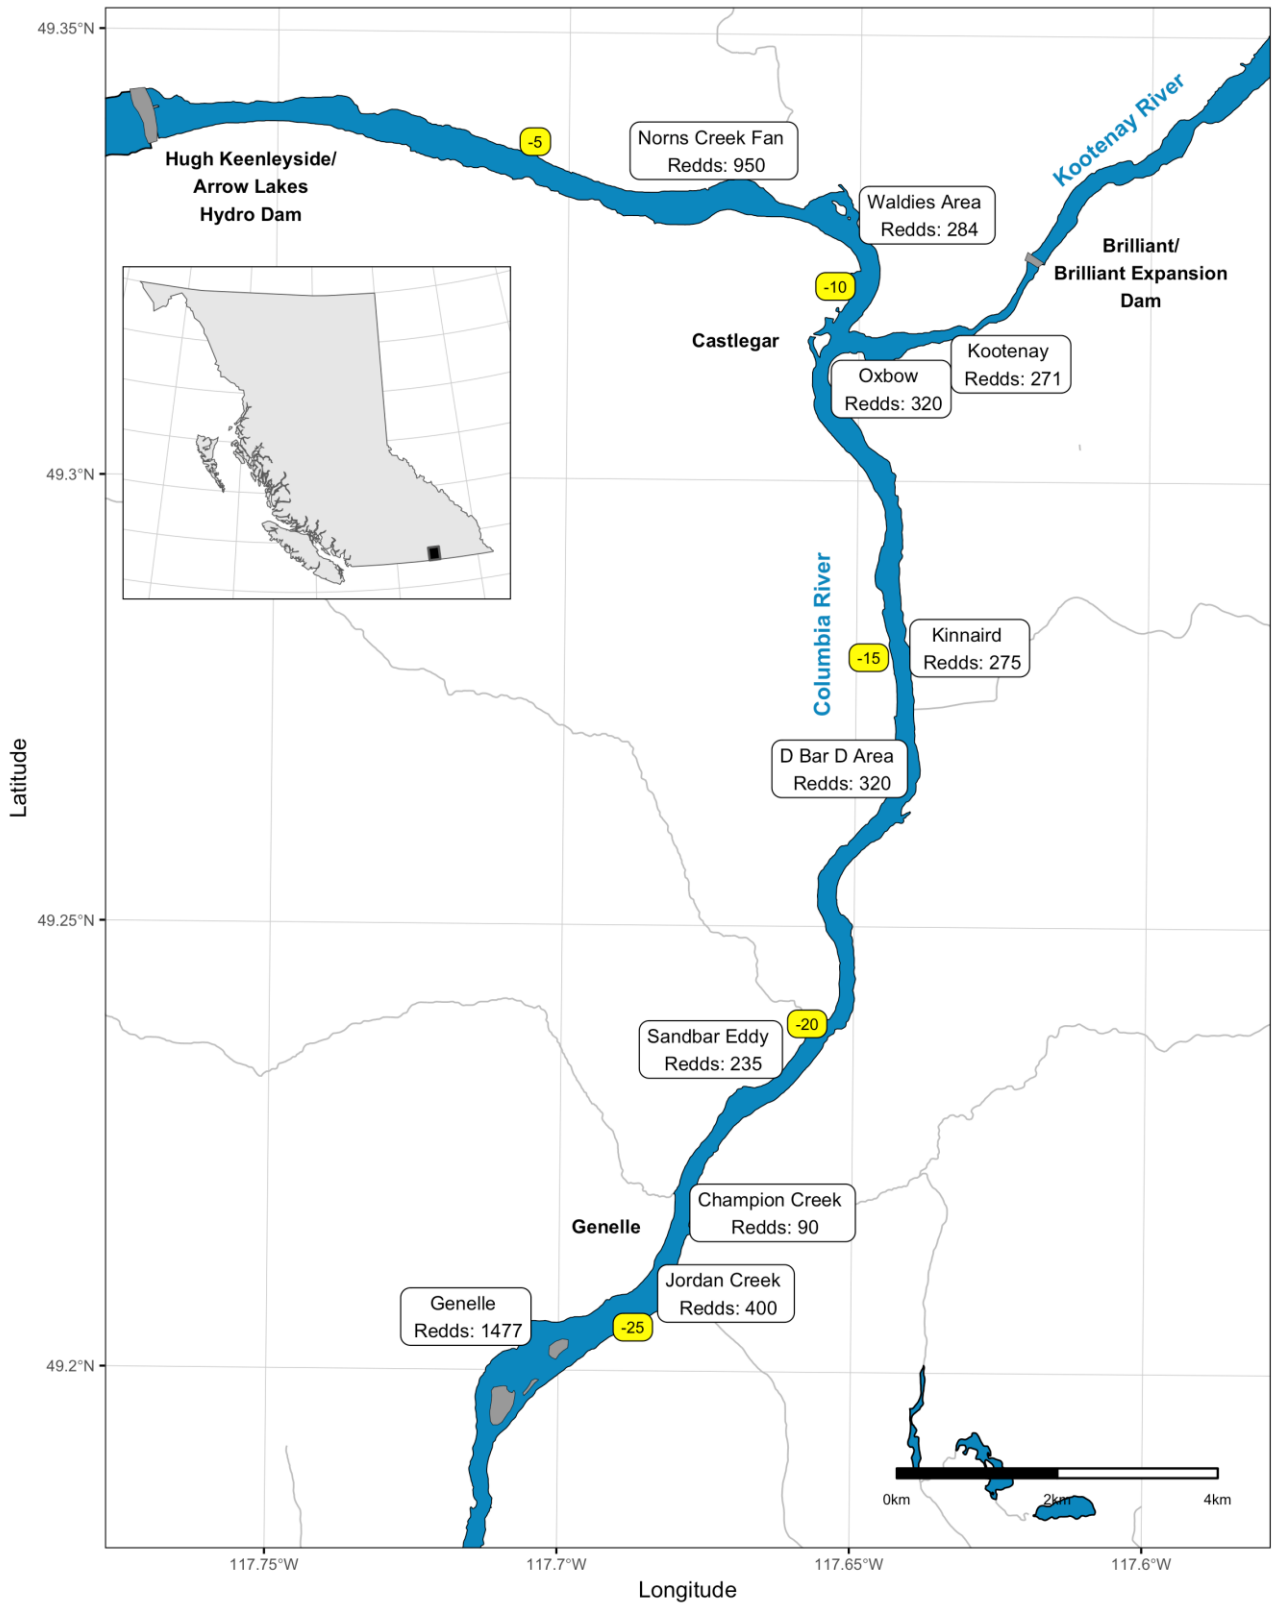 49.35°N
Kootenay River
-5
Norns Creek Fan
Redds: 950
Hugh Keenleyside/
Arrow Lakes
Hydro Dam
Waldies Area
Redds: 284
Brilliant/
Brilliant Expansion
Dam
-10
Castlegar
Kootenay
Redds: 271
Oxbow
Redds: 320
49.3°N
Columbia River
Kinnaird
Redds: 275
-15
D Bar D Area
Redds: 320
Latitude
49.25°N
-20
Sandbar Eddy
Redds: 235
Champion Creek
Redds: 90
Genelle
Jordan Creek
Redds: 400
Genelle
Redds: 1477
-25
49.2°N
0km 2km 4km
117.75°W 117.7°W 117.65°W 117.6°W
Longitude